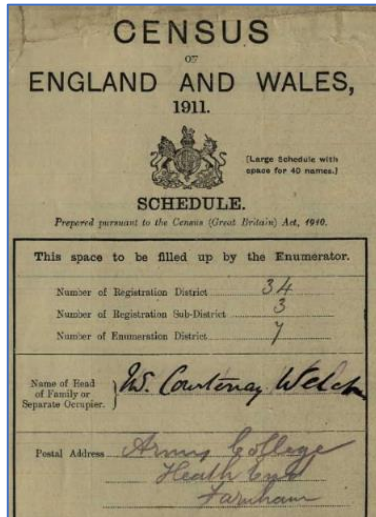 CENSUS
OF
ENGLAND AND WALES,
1911.
[Large Schedule with
space for 40 names.]
SCHEDULE.
Prepared pursuant to the Census (Great Britain) Act, 1910.
This space to be filled up by the Enumerator.
Number of Registration District 34
Number of Registration Sub-District 3
Number of Enumeration District 7
Name of Head
of Family or
Separate Occupier.
W. Courtenay Welch
Postal Address Army College
Heath End
Farnham